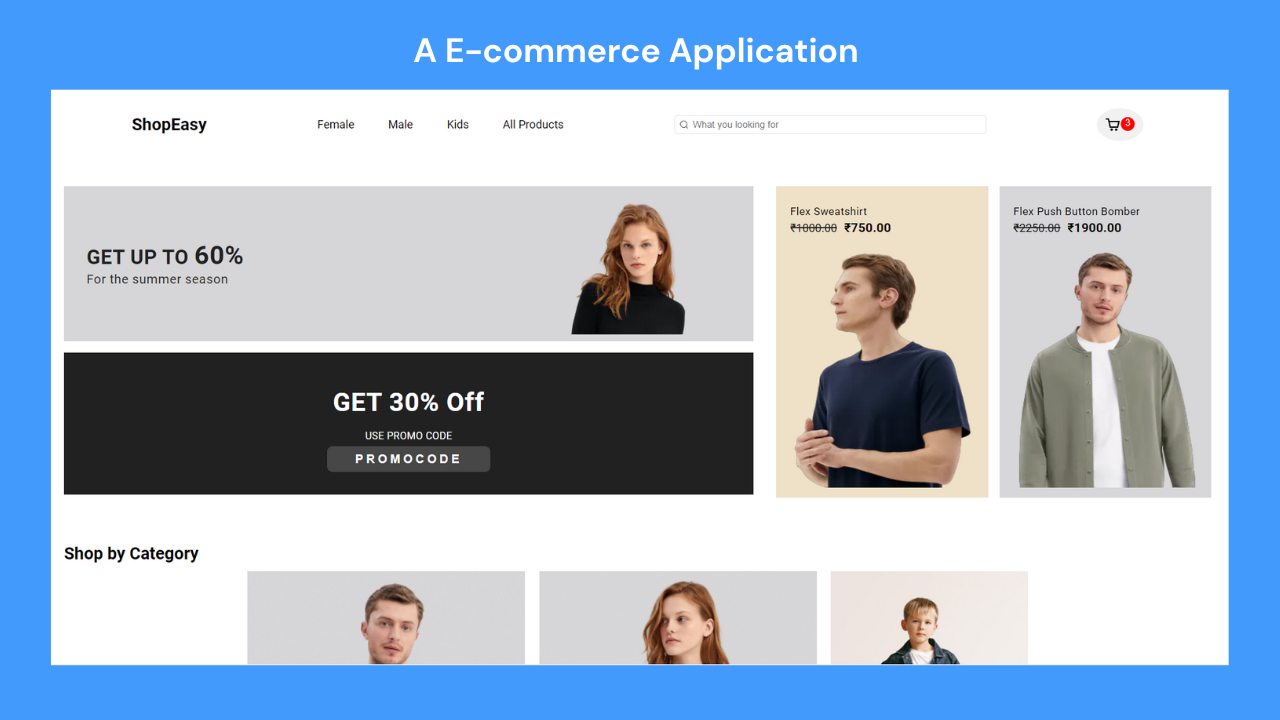 A E-commerce Application
ShopEasy
Female
Male
Kids
All Products
What you looking for
3
GET UP TO 60%
For the summer season
GET 30% Off
USE PROMO CODE
PROMOCODE
Flex Sweatshirt
₹1000.00 ₹750.00
Flex Push Button Bomber
₹2250.00 ₹1900.00
Shop by Category